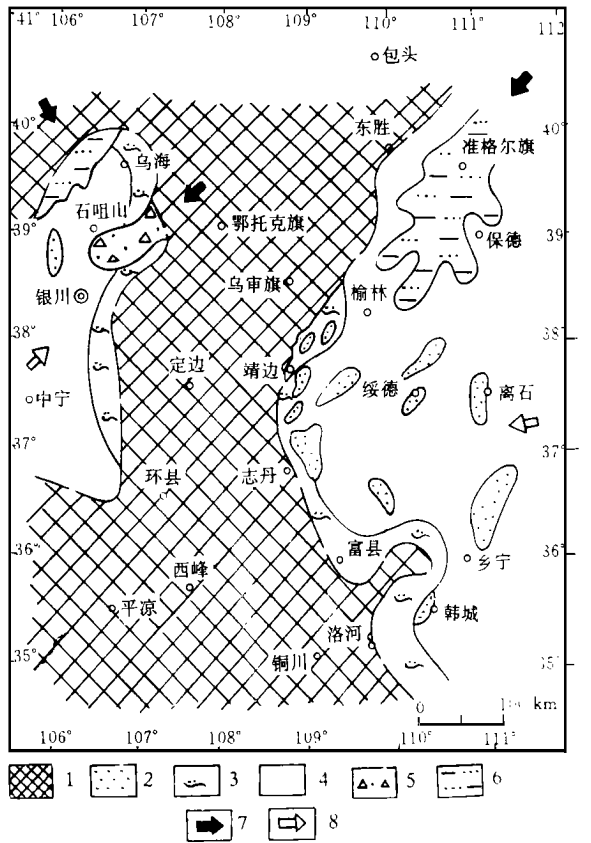 41° 106° 107° 108° 109° 110° 111° 112
包头
40° 东胜 准格尔旗 40°
乌海
石咀山
39° 鄂托克旗 保德 39°
乌审旗 榆林
银川
38° 38°
定边 靖边 绥德 离石
中宁
37° 37°
环县 志丹
36° 富县 36°
西峰 乡宁
平凉 韩城
洛河
35° 铜川 35°
0 km
106° 107° 108° 109° 110° 111°
1 2 3 4 5 6
7 8